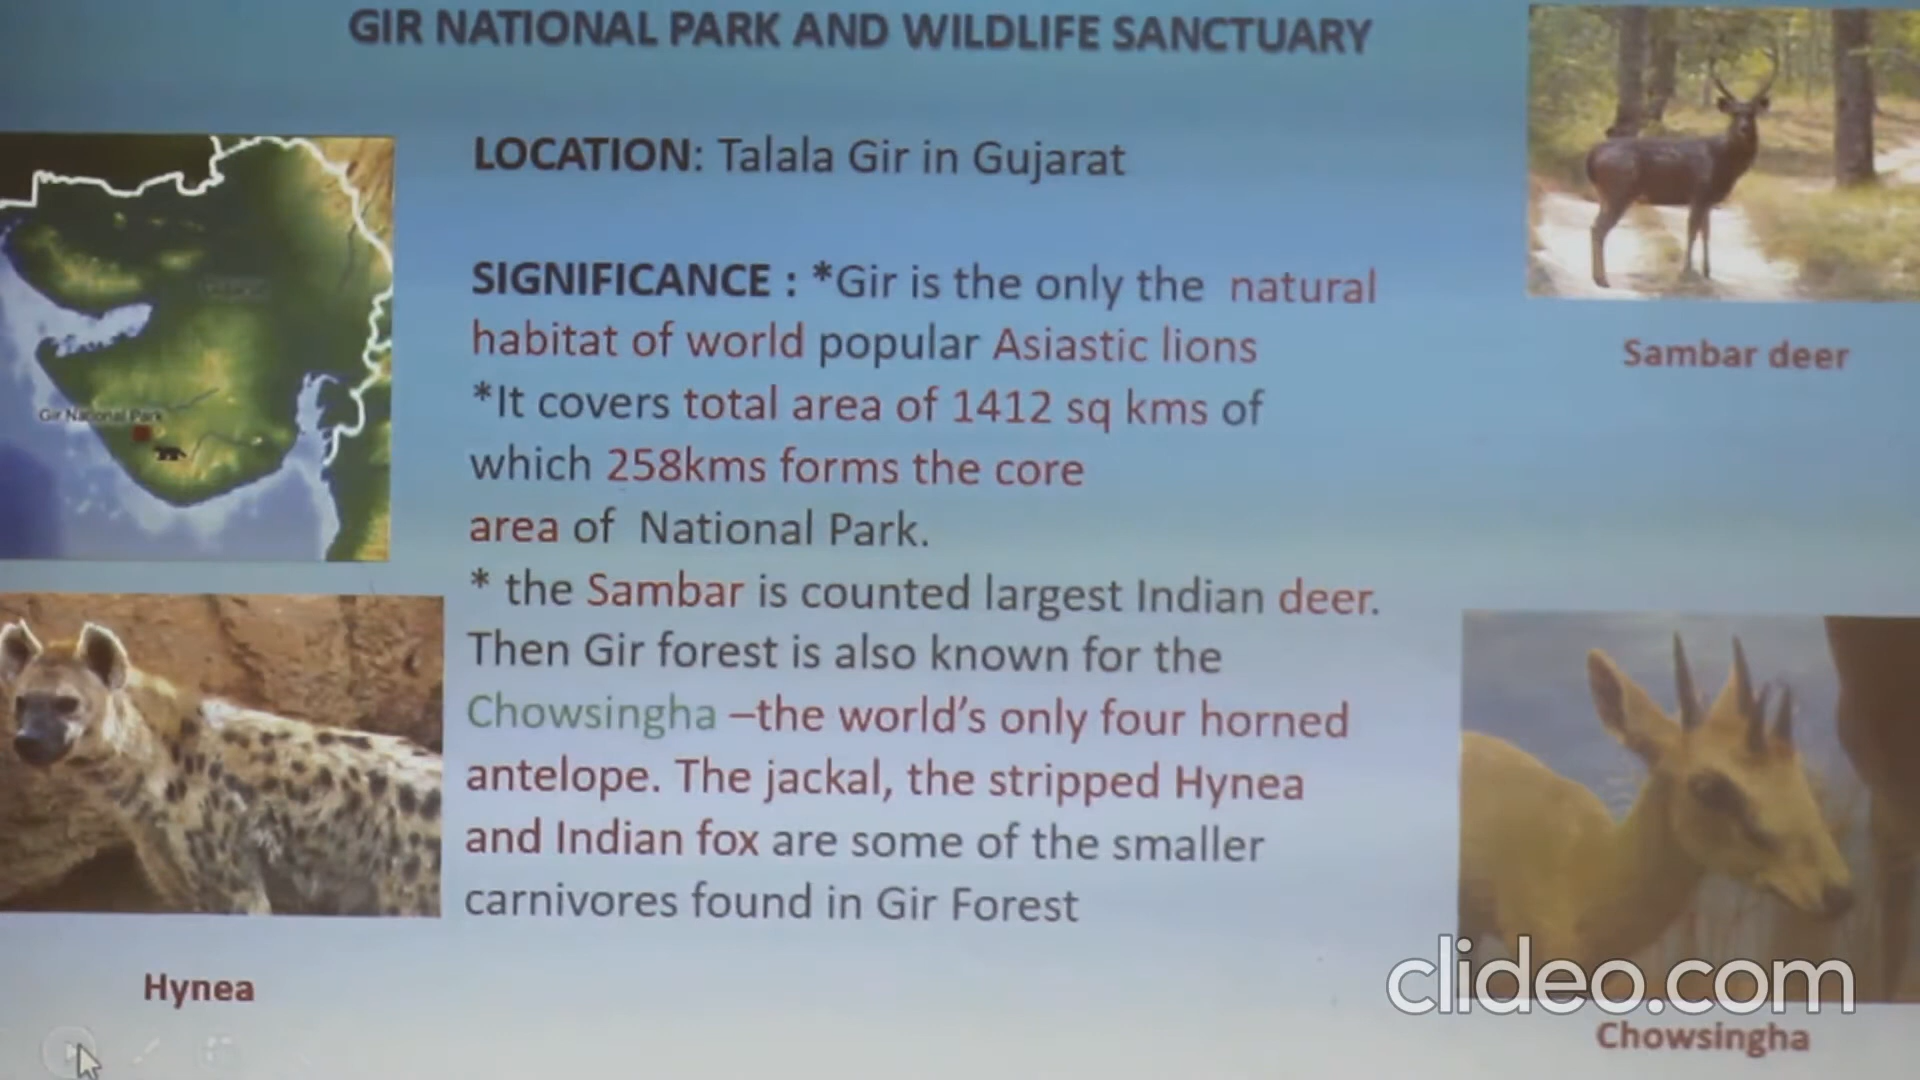 GIR NATIONAL PARK AND WILDLIFE SANCTUARY
LOCATION: Talala Gir in Gujarat
SIGNIFICANCE : *Gir is the only the natural
habitat of world popular Asiastic lions
*It covers total area of 1412 sq kms of
which 258kms forms the core
area of National Park.
* the Sambar is counted largest Indian deer.
Then Gir forest is also known for the
Chowsingha –the world's only four horned
antelope. The jackal, the stripped Hynea
and Indian fox are some of the smaller
carnivores found in Gir Forest
Gir National Park
Hynea
Sambar deer
Chowsingha
clideo.com